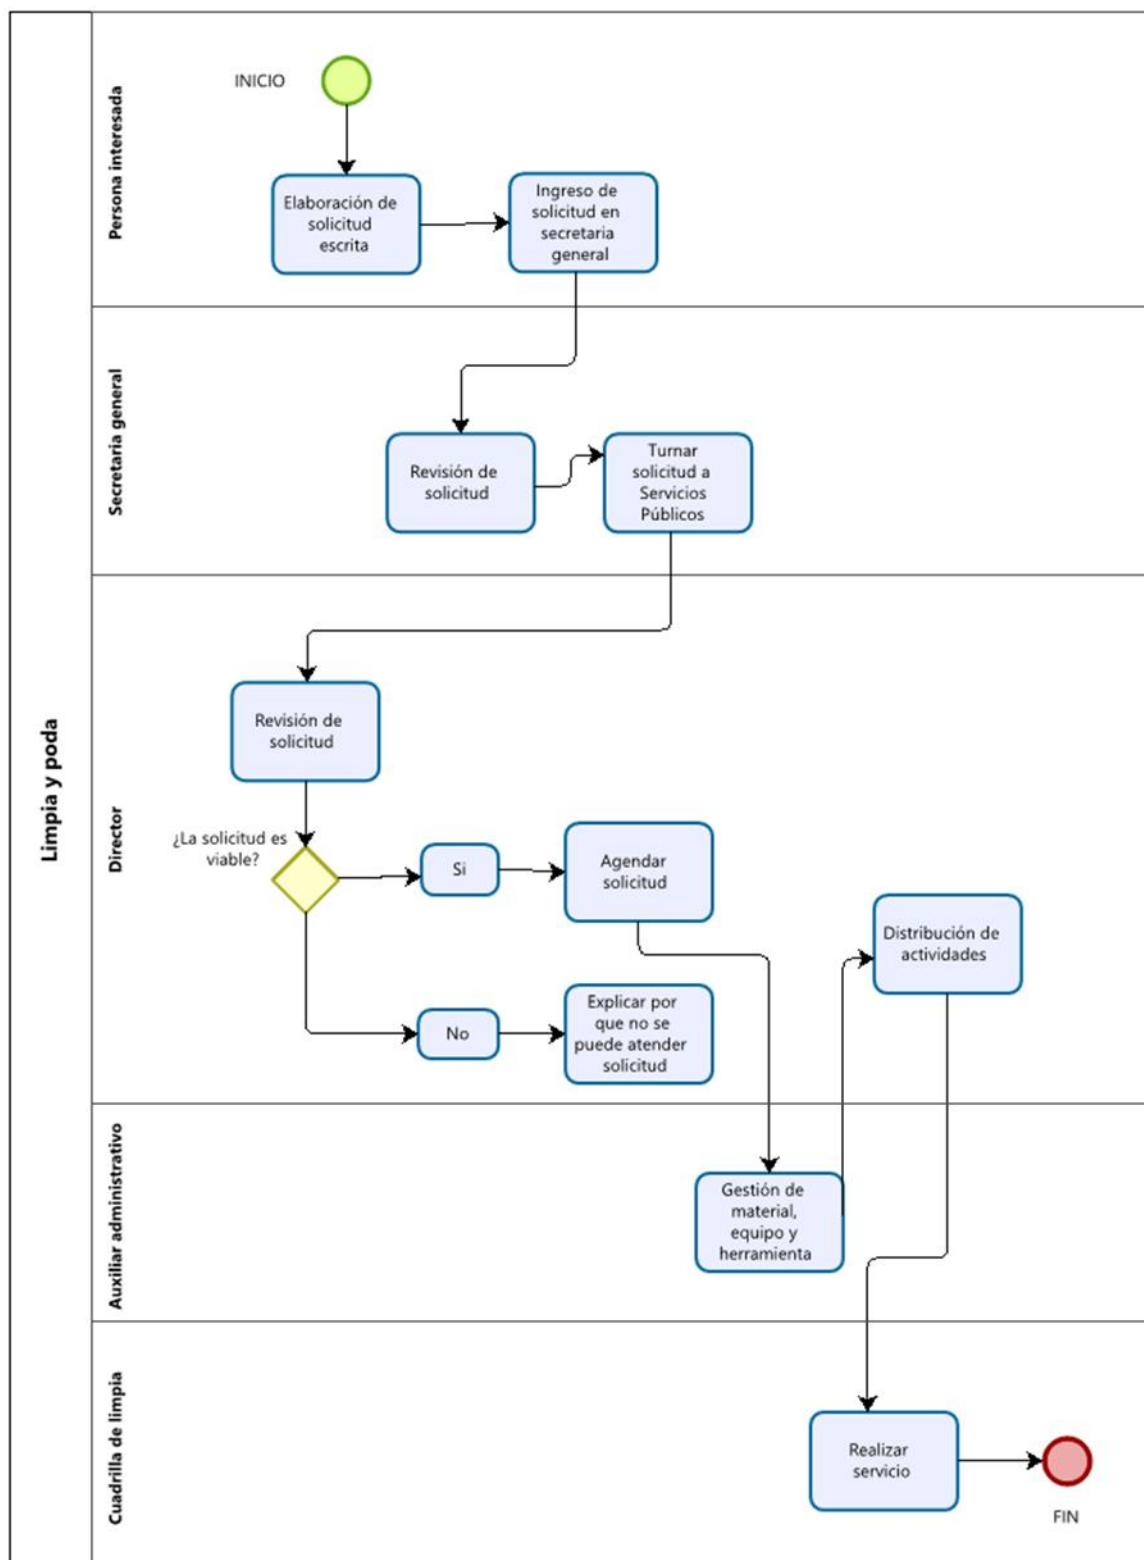 Limpia y poda
Persona interesada
INICIO
Elaboración de
solicitud
escrita
Ingreso de
solicitud en
secretaria
general
Secretaria general
Revisión de
solicitud
Turnar
solicitud a
Servicios
Públicos
Director
Revisión de
solicitud
¿La solicitud es
viable?
Si
Agendar
solicitud
No
Explicar por
que no se
puede atender
solicitud
Distribución de
actividades
Auxiliar administrativo
Gestión de
material,
equipo y
herramienta
Cuadrilla de limpia
Realizar
servicio
FIN